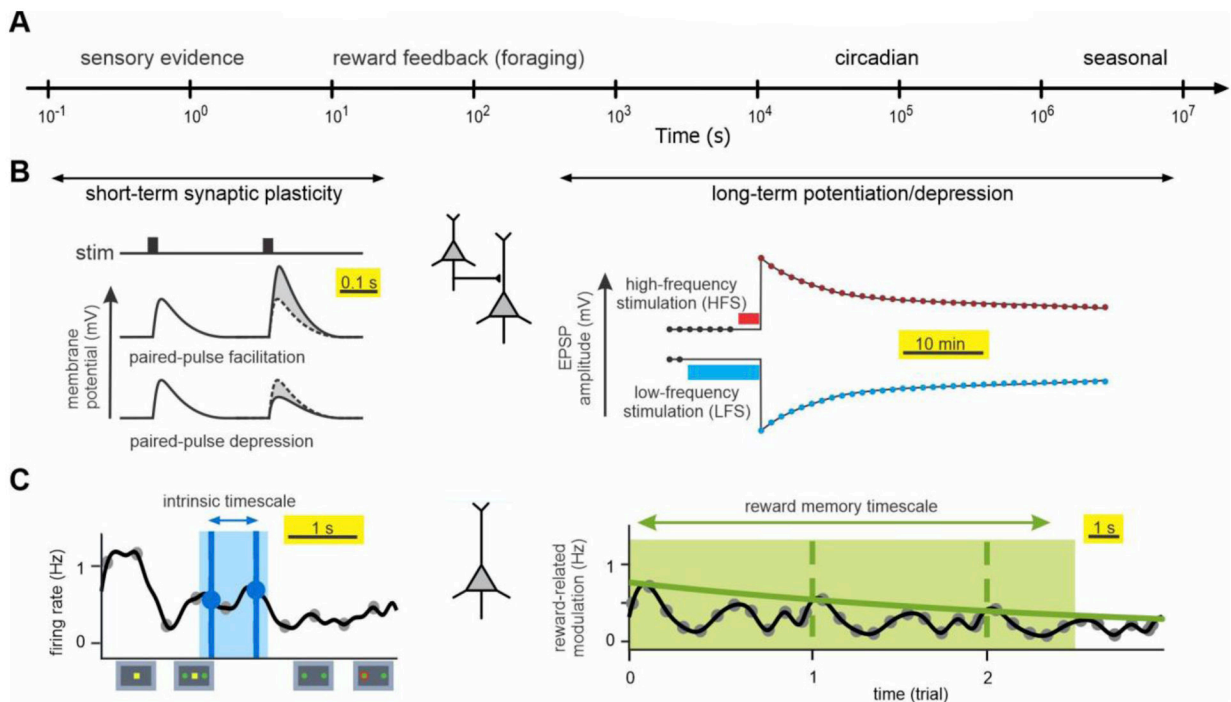 A
sensory evidence
reward feedback (foraging)
circadian
seasonal
10⁻¹
10⁰
10¹
10²
10³
10⁴
10⁵
10⁶
10⁷
Time (s)
B
short-term synaptic plasticity
long-term potentiation/depression
stim
0.1 s
membrane
potential (mV)
paired-pulse facilitation
paired-pulse depression
EPSP
amplitude (mV)
high-frequency
stimulation (HFS)
10 min
low-frequency
stimulation (LFS)
C
intrinsic timescale
1 s
firing rate (Hz)
1
0
reward memory timescale
1 s
reward-related
modulation (Hz)
1
0
0
1
2
time (trial)